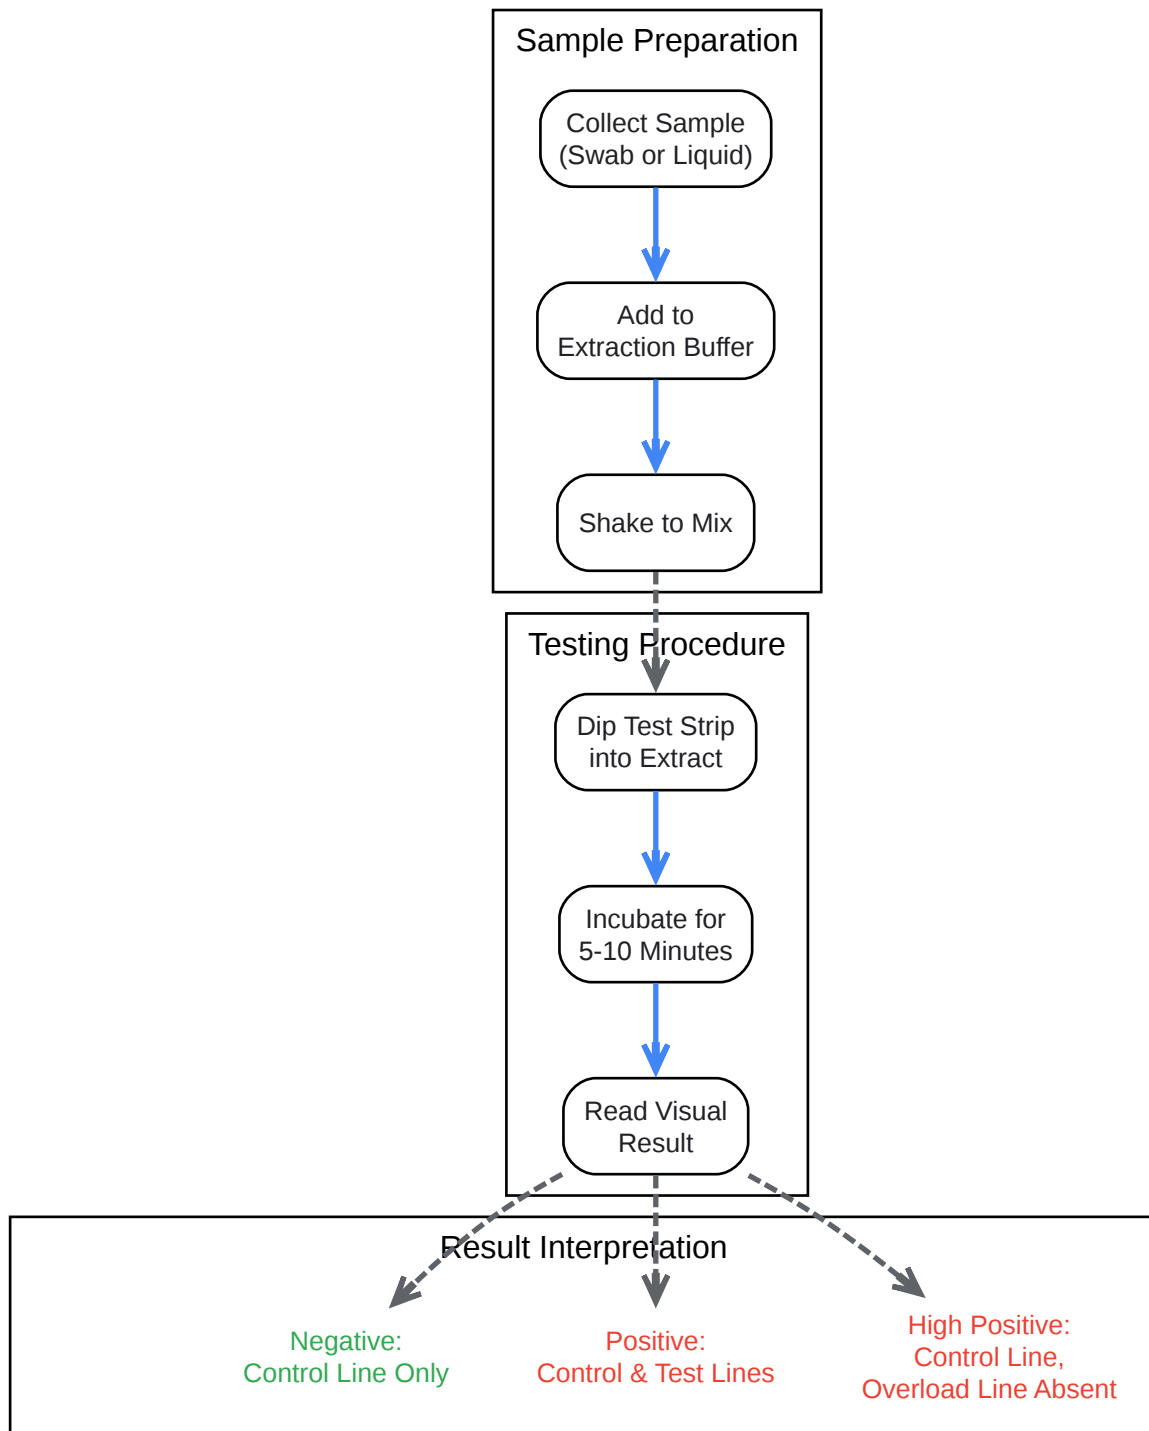 Sample Preparation
Collect Sample
(Swab or Liquid)
Add to
Extraction Buffer
Shake to Mix
Testing Procedure
Dip Test Strip
into Extract
Incubate for
5-10 Minutes
Read Visual
Result
Result Interpretation
Negative:
Control Line Only
Positive:
Control & Test Lines
High Positive:
Control Line,
Overload Line Absent